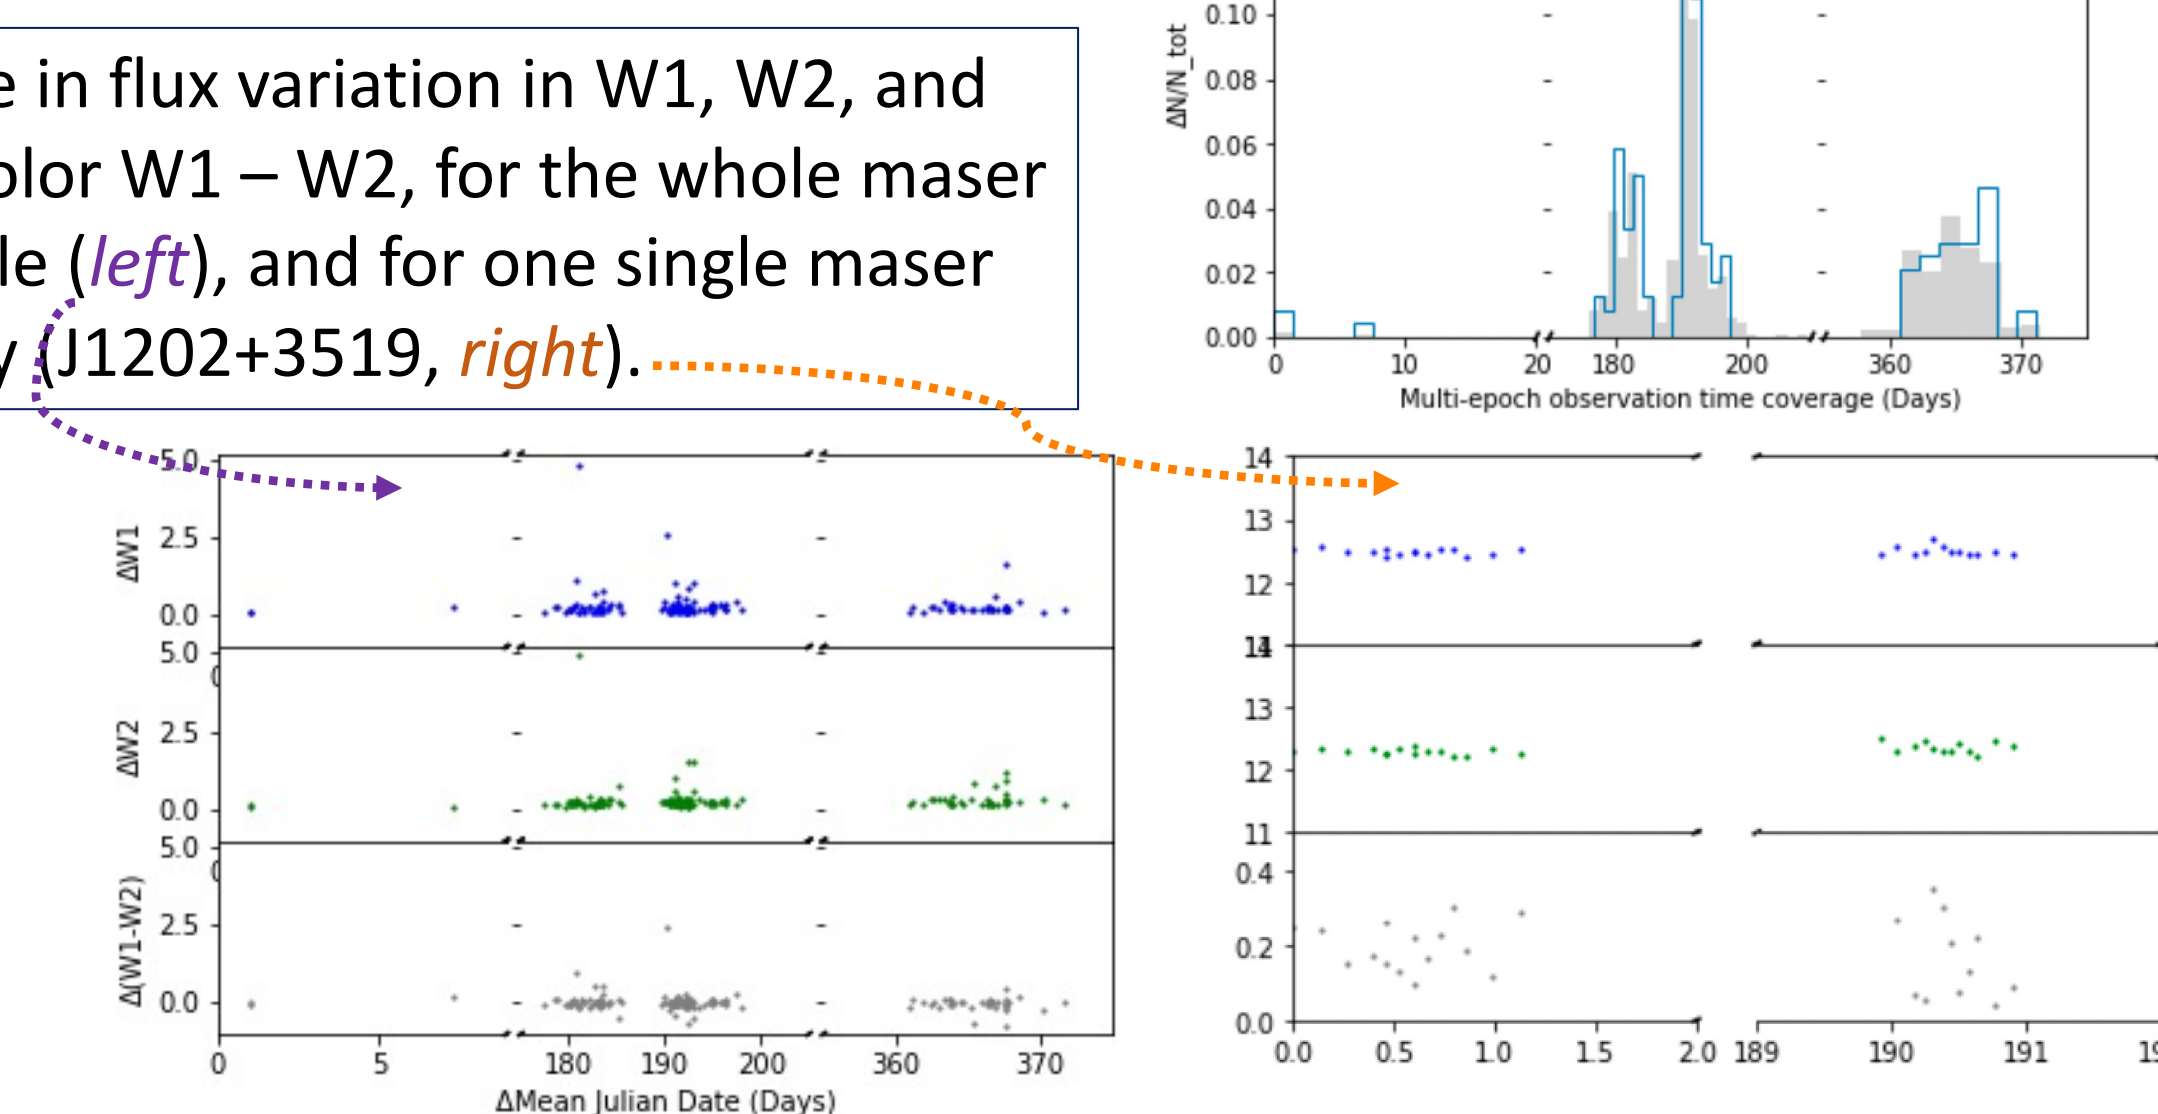 e in flux variation in W1, W2, and
olor W1 – W2, for the whole maser
le (left), and for one single maser
y (J1202+3519, right).
ΔN/N_tot
0.10
0.08
0.06
0.04
0.02
0.00
0 10 20 180 200 360 370
Multi-epoch observation time coverage (Days)
ΔW1
5.0
2.5
0.0
ΔW2
5.0
2.5
0.0
Δ(W1-W2)
5.0
2.5
0.0
0 5 180 190 200 360 370
ΔMean Julian Date (Days)
14
13
12
13
12
11
0.4
0.2
0.0
0.0 0.5 1.0 1.5 2.0 189 190 191